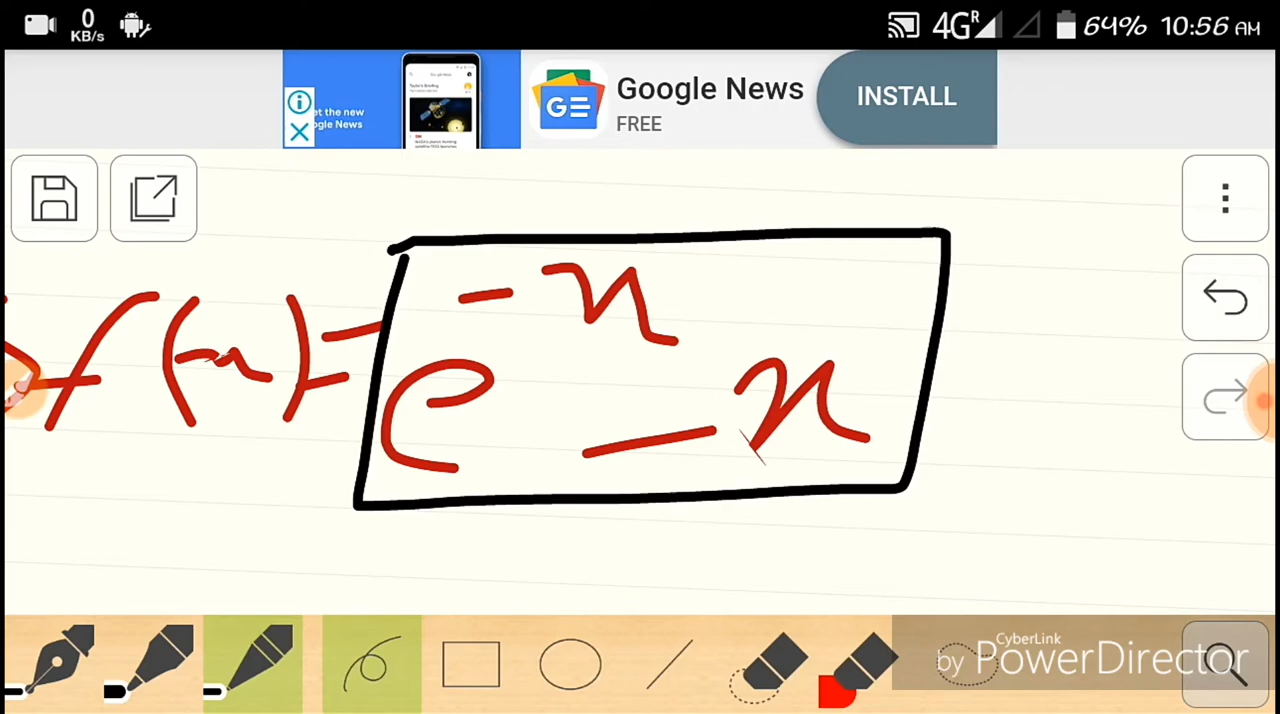 0 KB/s 4G R 64% 10:56 AM
et the new
ogle News
Google News
FREE
INSTALL
f(-x) = e^{-x} - x
CyberLink
by PowerDirector